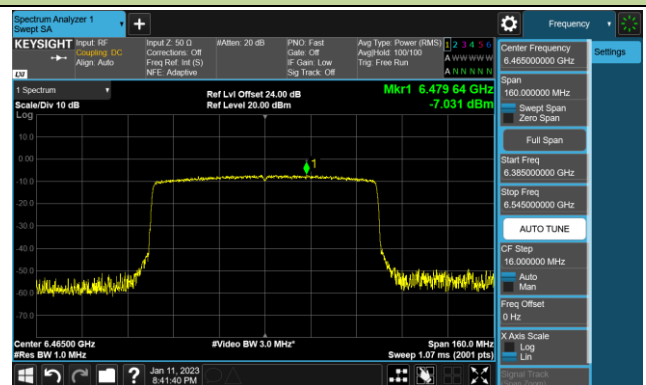 Spectrum Analyzer 1
Swept SA
Frequency
KEYSIGHT
Input: RF
Coupling: DC
Align: Auto
Input Z: 50 Ω
Corrections: Off
Freq Ref: Int (S)
NFE: Adaptive
#Atten: 20 dB
PNO: Fast
Gate: Off
IF Gain: Low
Sig Track: Off
Avg Type: Power (RMS)
Avg|Hold: 100/100
Trig: Free Run
1 2 3 4 5 6
A W W W W W
A N N N N N
LXI
Center Frequency
6.465000000 GHz
Settings
Span
160.000000 MHz
Swept Span
Zero Span
Full Span
Start Freq
6.385000000 GHz
Stop Freq
6.545000000 GHz
AUTO TUNE
CF Step
16.000000 MHz
Auto
Man
Freq Offset
0 Hz
X Axis Scale
Log
Lin
Signal Track
1 Spectrum
Scale/Div 10 dB
Log
Ref Lvl Offset 24.00 dB
Ref Level 20.00 dBm
Mkr1 6.479 64 GHz
-7.031 dBm
10.0
0.00
-10.0
-20.0
-30.0
-40.0
-50.0
-60.0
-70.0
1
Center 6.46500 GHz
#Res BW 1.0 MHz
#Video BW 3.0 MHz*
Span 160.0 MHz
Sweep 1.07 ms (2001 pts)
?
Jan 11, 2023
8:41:40 PM